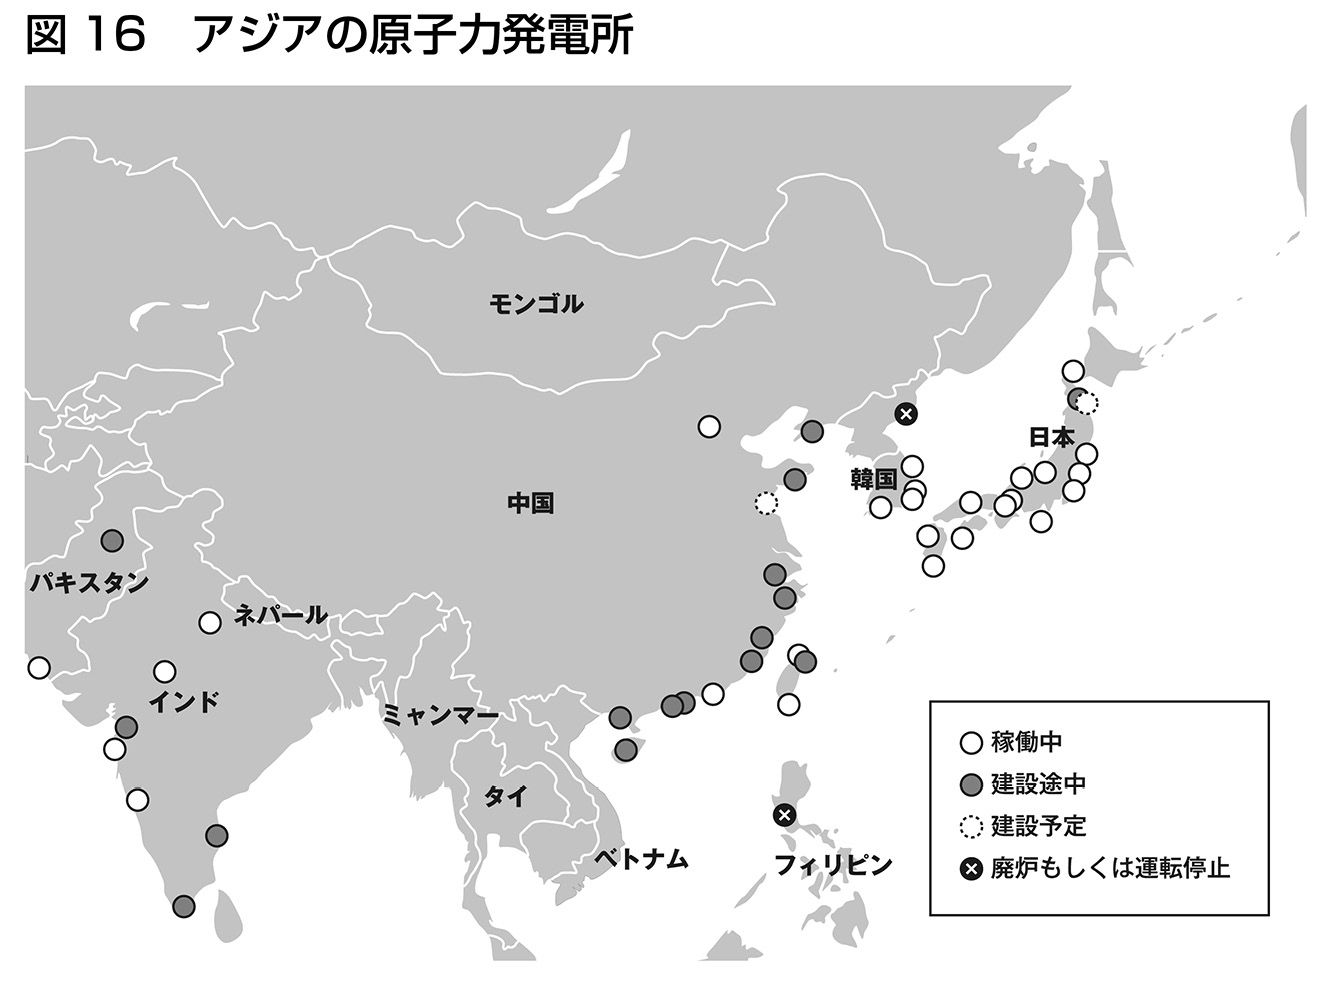 図 16　アジアの原子力発電所
モンゴル
日本
韓国
中国
パキスタン
ネパール
インド
ミャンマー
タイ
ベトナム
フィリピン
稼働中
建設途中
建設予定
廃炉もしくは運転停止